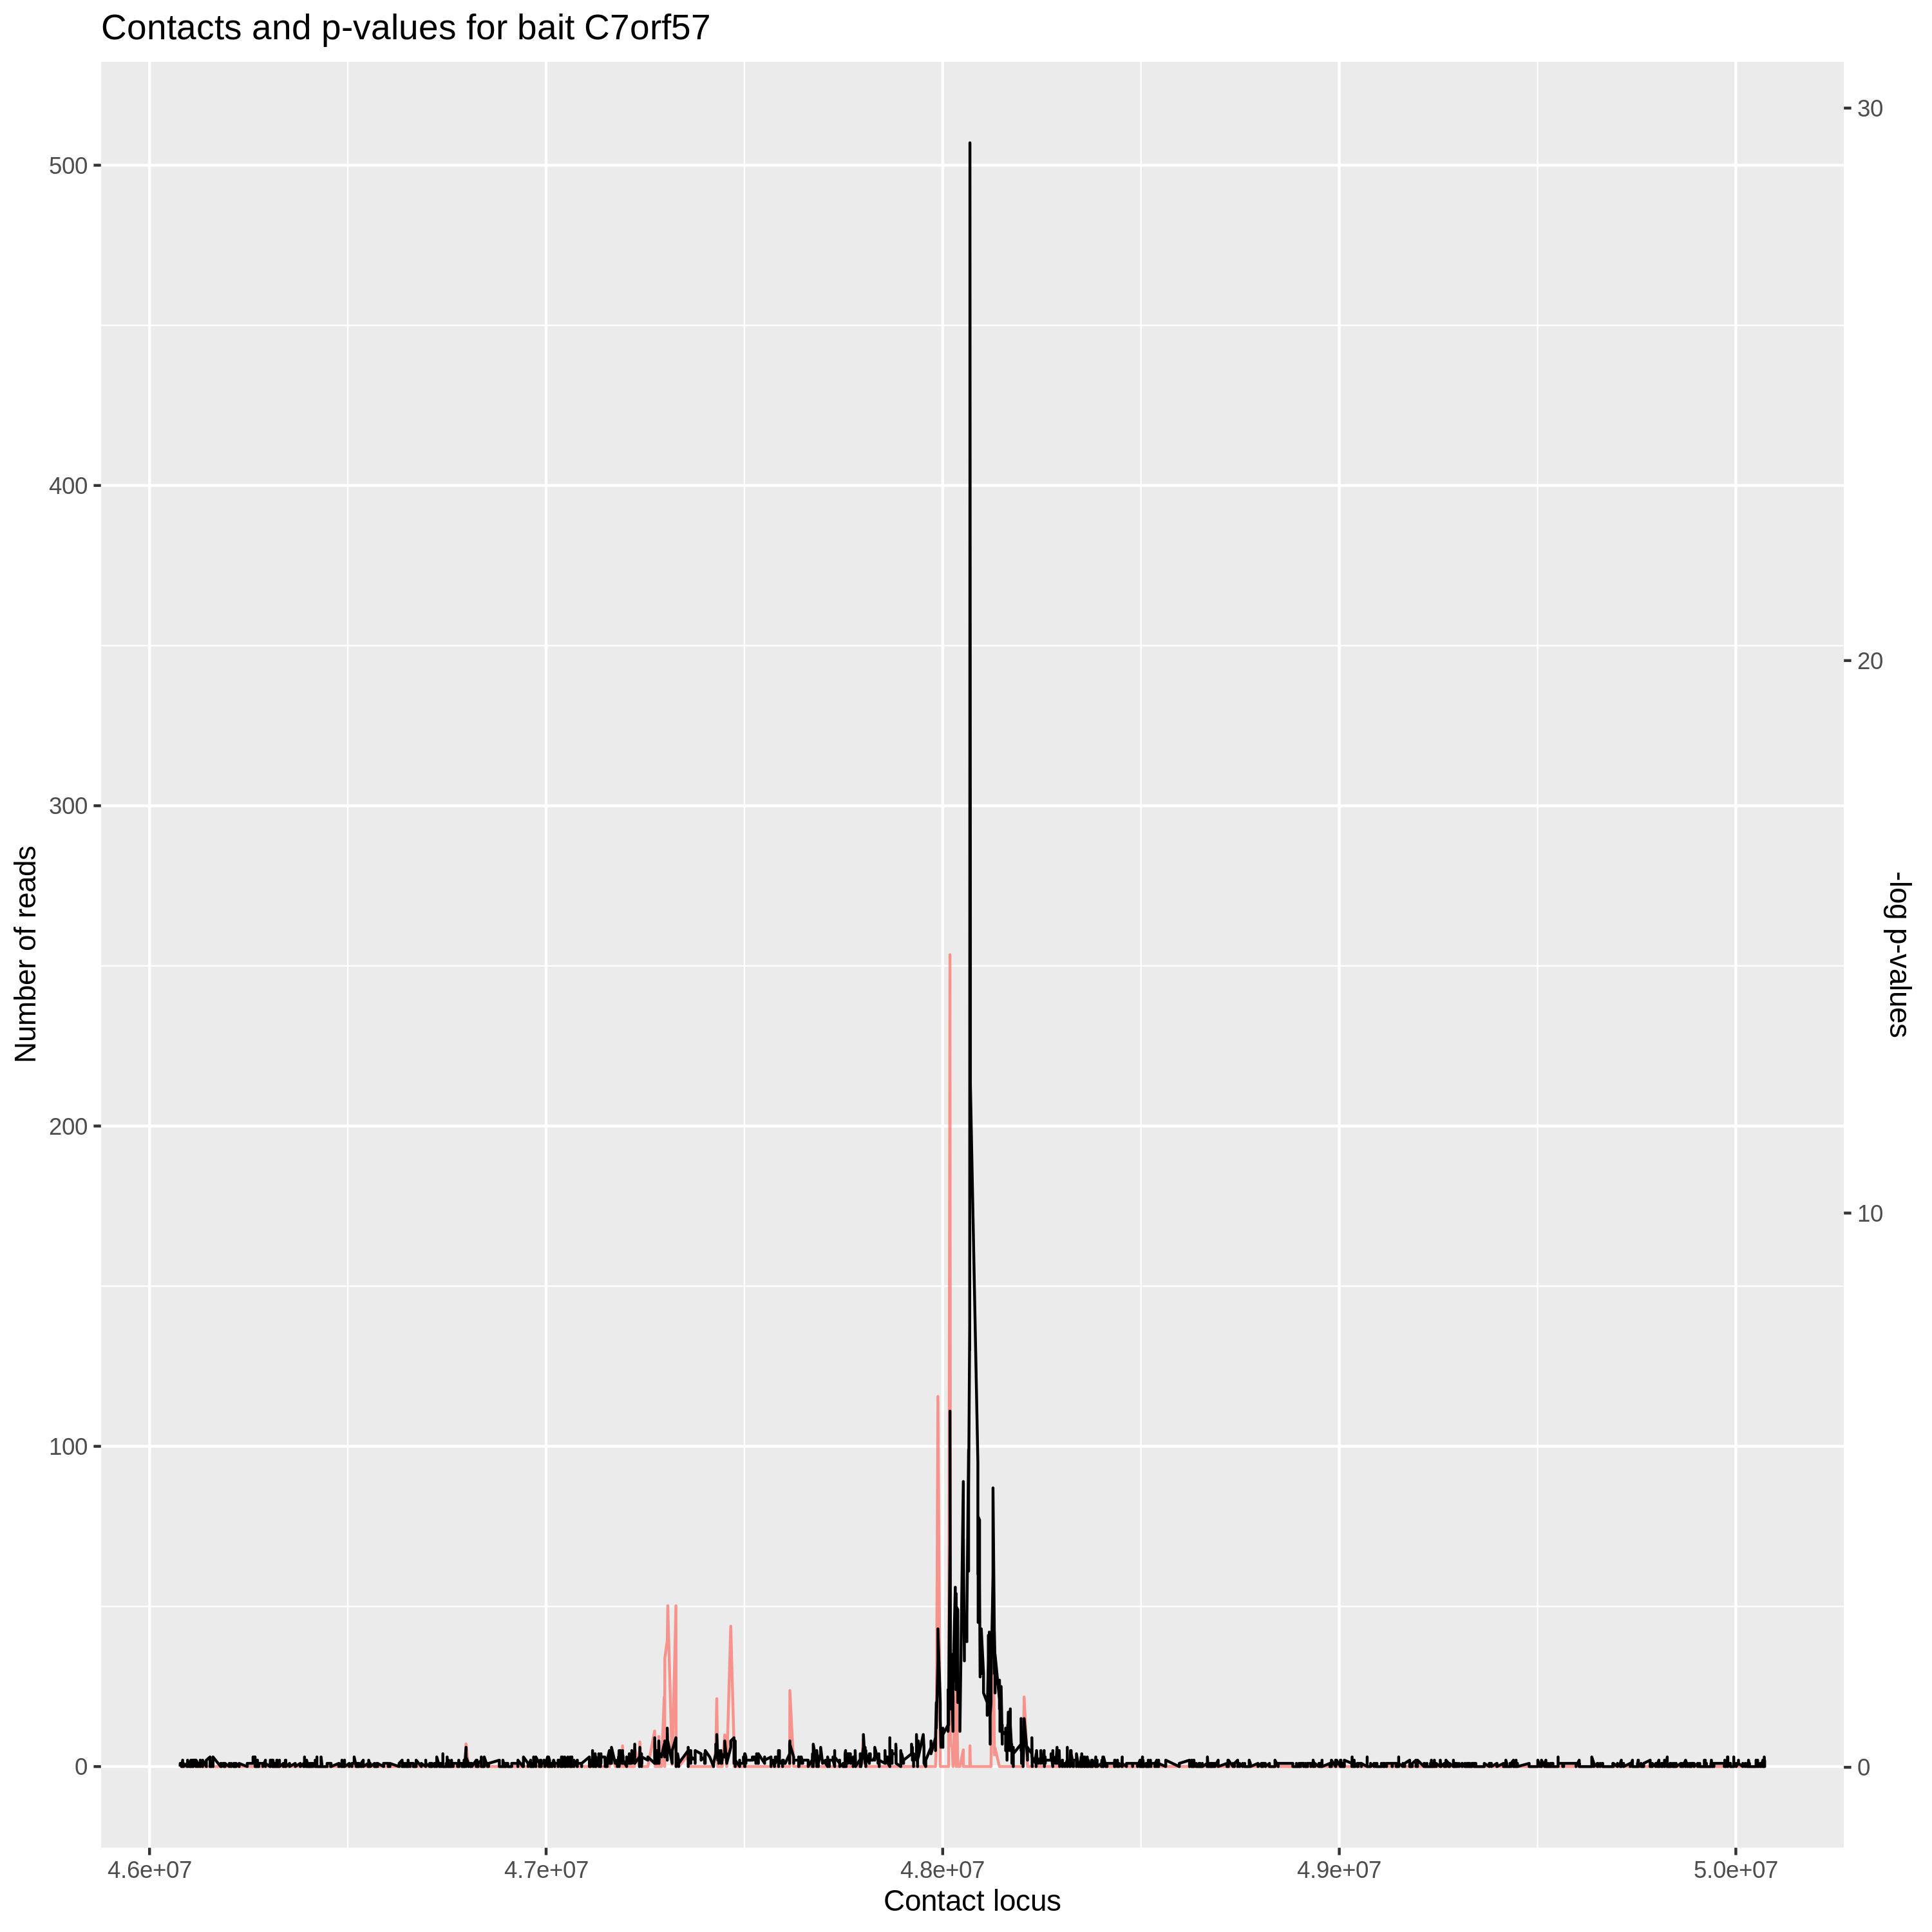 Contacts and p-values for bait C7orf57
500
400
300
200
100
0
Number of reads
30
20
10
0
-log p-values
4.6e+07
4.7e+07
4.8e+07
4.9e+07
5.0e+07
Contact locus